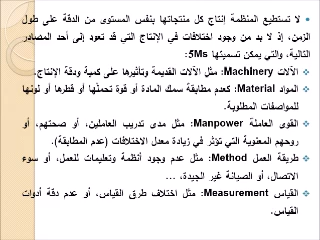 لا تستطيع المنظمة إنتاج كل منتجاتها بنفس المستوى من الدقة على طول
الزمن، إذ لا بد من وجود اختلافات في الإنتاج التي قد تعود إلى أحد المصادر
التالية، والتي يمكن تسميتها 5Ms:
الآلات Machinery: مثل الآلات القديمة وتأثيرها على كمية ودقة الإنتاج.
المواد Material: كعدم مطابقة سمك المادة أو قوة تحملها أو قطرها أو لونها
للمواصفات المطلوبة.
القوى العاملة Manpower: مثل مدى تدريب العاملين، أو صحتهم، أو
روحهم المعنوية التي تؤثر في زيادة معدل الاختلافات (عدم المطابقة).
طريقة العمل Method: مثل عدم وجود أنظمة وتعليمات للعمل، أو سوء
الاتصال، أو الصيانة غير الجيدة، ...
القياس Measurement: مثل اختلاف طرق القياس، أو عدم دقة أدوات
القياس.